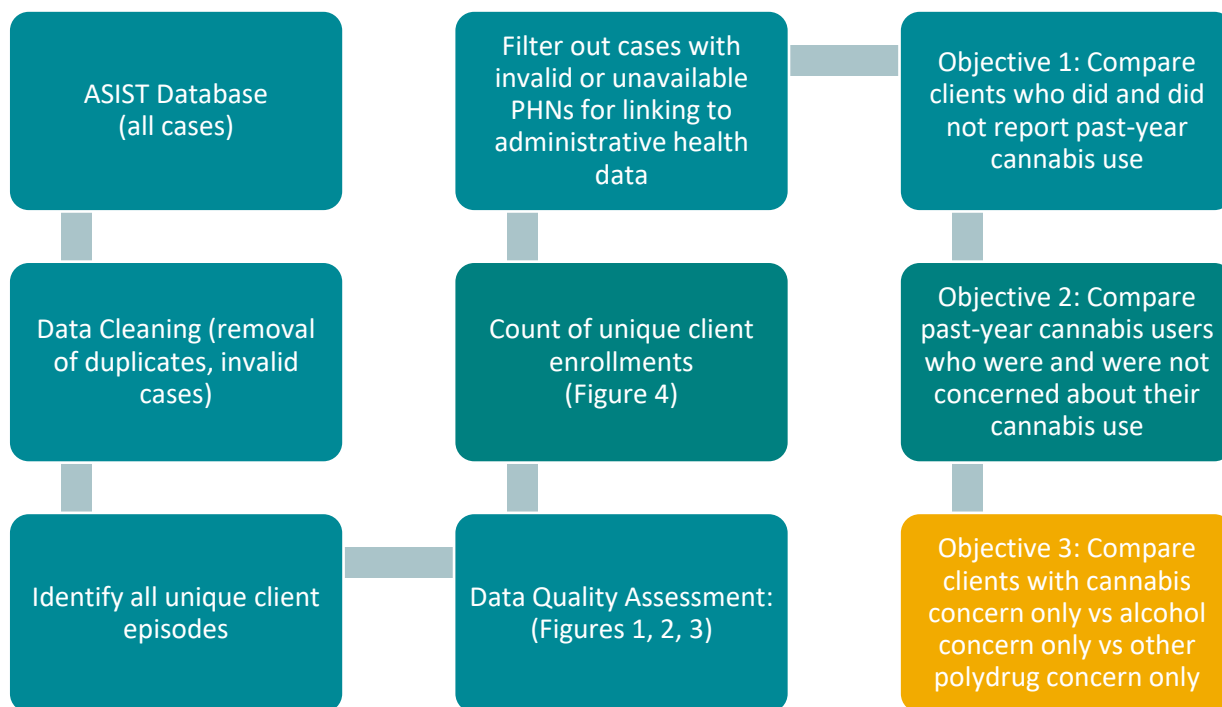 ASIST Database
(all cases)
Data Cleaning (removal
of duplicates, invalid
cases)
Identify all unique client
episodes
Data Quality Assessment:
(Figures 1, 2, 3)
Count of unique client
enrollments
(Figure 4)
Filter out cases with
invalid or unavailable
PHNs for linking to
administrative health
data
Objective 1: Compare
clients who did and did
not report past-year
cannabis use
Objective 2: Compare
past-year cannabis users
who were and were not
concerned about their
cannabis use
Objective 3: Compare
clients with cannabis
concern only vs alcohol
concern only vs other
polydrug concern only